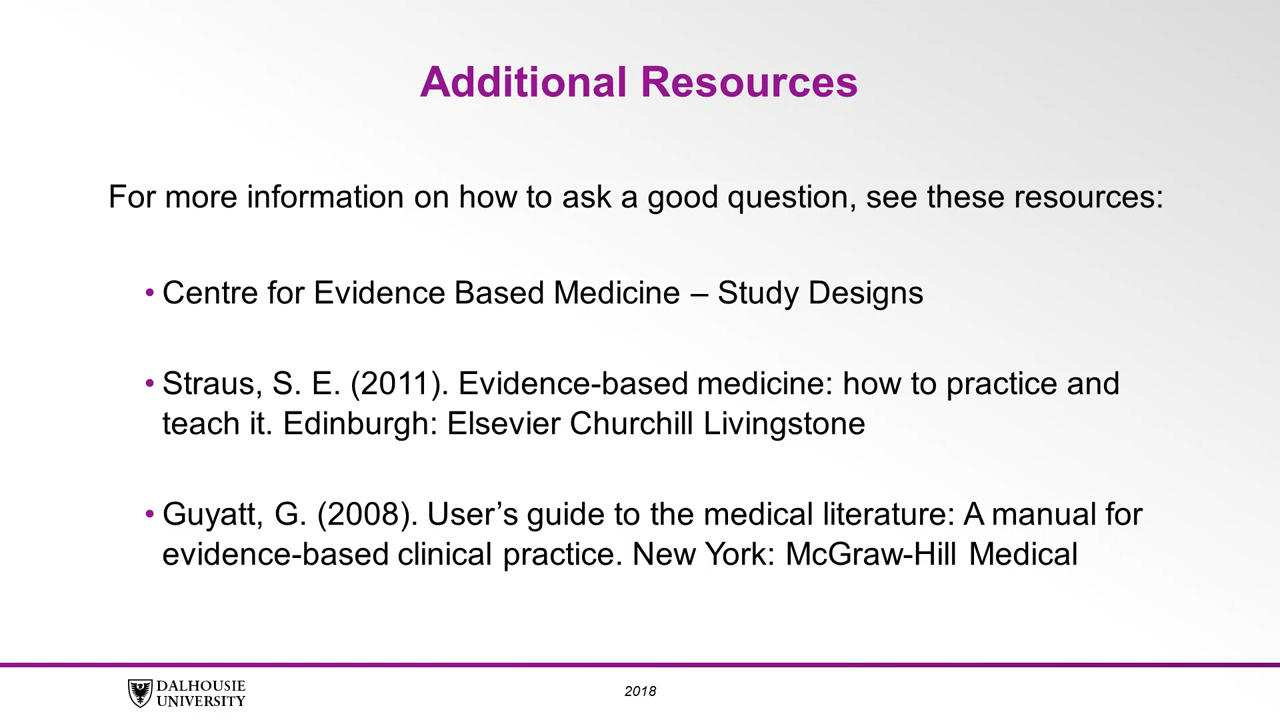 Additional Resources
For more information on how to ask a good question, see these resources:
• Centre for Evidence Based Medicine – Study Designs
• Straus, S. E. (2011). Evidence-based medicine: how to practice and
teach it. Edinburgh: Elsevier Churchill Livingstone
• Guyatt, G. (2008). User’s guide to the medical literature: A manual for
evidence-based clinical practice. New York: McGraw-Hill Medical
DALHOUSIE
UNIVERSITY
2018